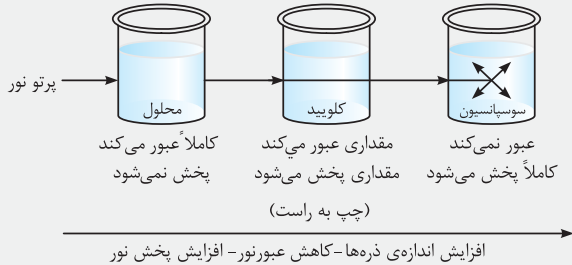 پرتو نور
محلول
کاملاً عبور می‌کند
پخش نمی‌شود
کلویید
مقداری عبور می‌کند
مقداری پخش می‌شود
سوسپانسیون
عبور نمی‌کند
کاملاً پخش می‌شود
(چپ به راست)
افزایش اندازه‌ی ذره‌ها – کاهش عبورنور – افزایش پخش نور